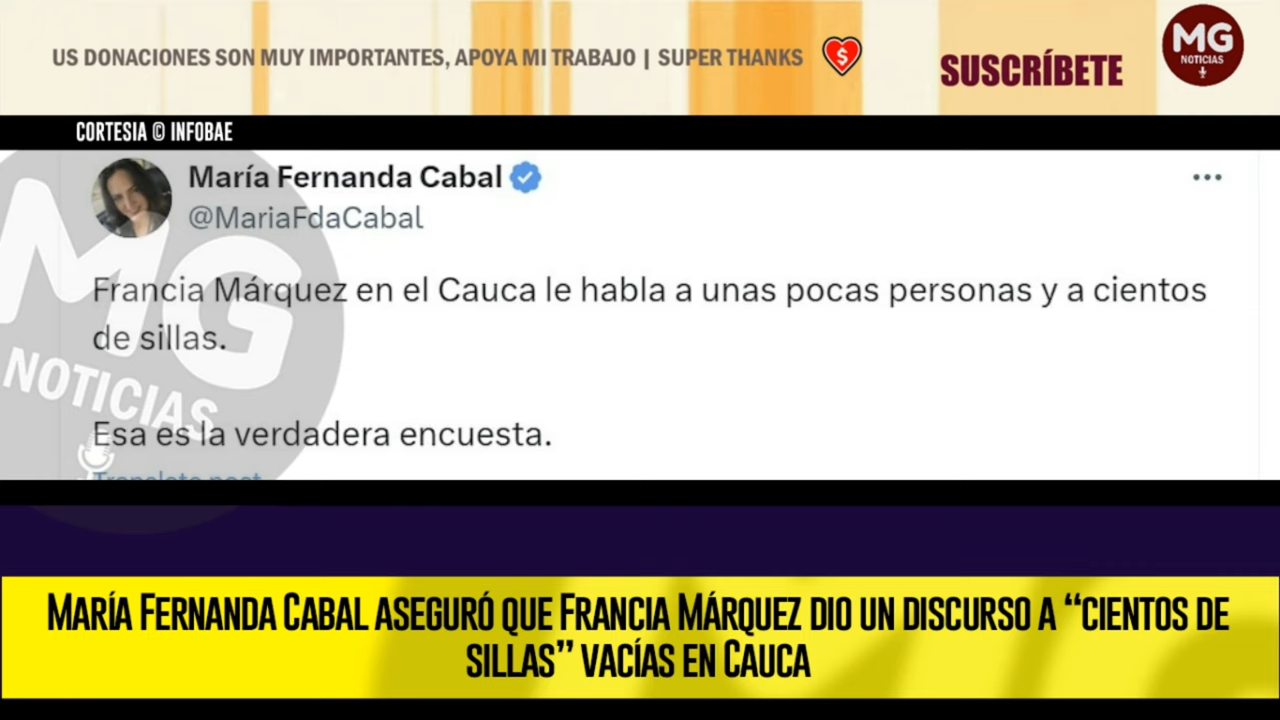 US DONACIONES SON MUY IMPORTANTES, APOYA MI TRABAJO | SUPER THANKS
SUSCRÍBETE
MG
NOTICIAS
CORTESIA © INFOBAE
María Fernanda Cabal
@MariaFdaCabal
Francia Márquez en el Cauca le habla a unas pocas personas y a cientos
de sillas.
Esa es la verdadera encuesta.
Translate post
MG
NOTICIAS
MARÍA FERNANDA CABAL ASEGURÓ QUE FRANCIA MÁRQUEZ DIO UN DISCURSO A “CIENTOS DE
SILLAS” VACÍAS EN CAUCA